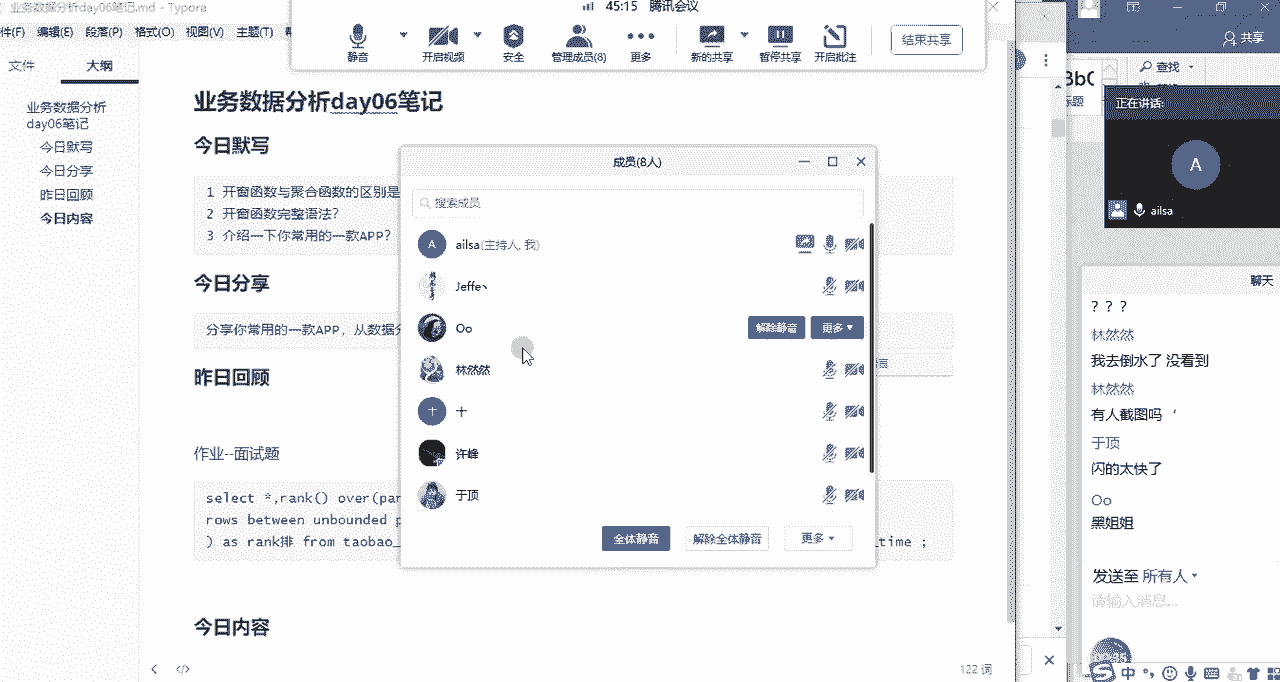 业务数据分析day06笔记.md - Typora
45:15 腾讯会议
件(F) 编辑(E) 段落(P) 格式(O) 视图(V) 主题(T)
静音 开启视频 安全 管理成员(8) 更多 新的共享 暂停共享 开启批注
结束共享
共享
文件 大纲
业务数据分析
day06笔记
今日默写
今日分享
昨日回顾
今日内容
业务数据分析day06笔记
今日默写
1 开窗函数与聚合函数的区别是
2 开窗函数完整语法?
3 介绍一下你常用的一款APP?
今日分享
分享你常用的一款APP, 从数据分
昨日回顾
作业--面试题
select *,rank() over(par
rows between unbounded p
) as rank排 from taobao_
_time ;
今日内容
122 词
成员(8人)
搜索成员
A ailsa(主持人, 我)
Jeffe丶
Oo 解除静音 更多
林然然
十 十
许峰
于顶
全体静音 解除全体静音 更多
查找
标题
正在讲话:
A
ailsa
聊天
? ? ?
林然然
我去倒水了 没看到
林然然
有人截图吗 ‘
于顶
闪的太快了
Oo
黑姐姐
发送至 所有人
请输入消息...
中